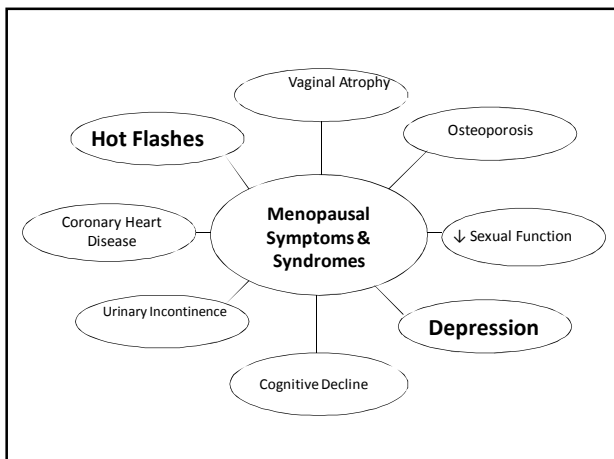 Vaginal Atrophy
Hot Flashes
Osteoporosis
Coronary Heart
Disease
Menopausal
Symptoms &
Syndromes
↓ Sexual Function
Urinary Incontinence
Depression
Cognitive Decline